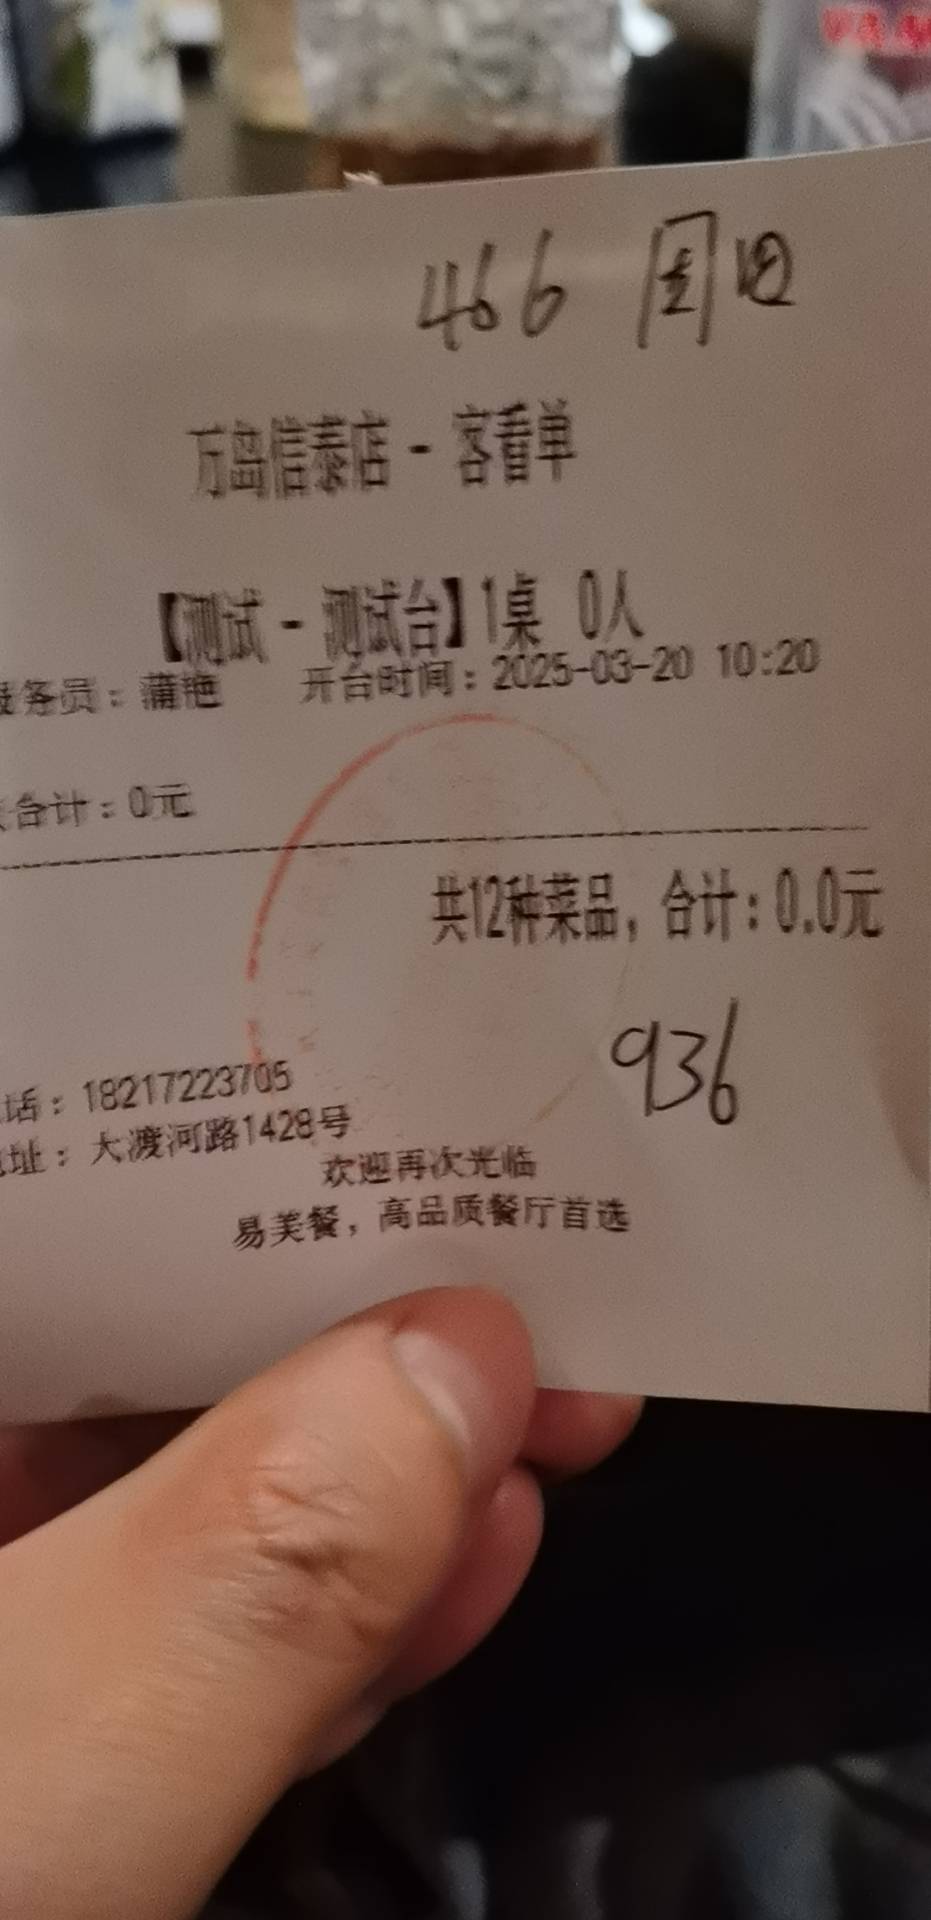 466 周四
万岛信泰店 - 客看单
【测试 - 测试台】1桌 0人
服务员：蒲艳 开台时间：2025-03-20 10:20
合计：0元
共12种菜品，合计：0.0元
936
话：18217223705
址：大渡河路1428号
欢迎再次光临
易美餐，高品质餐厅首选